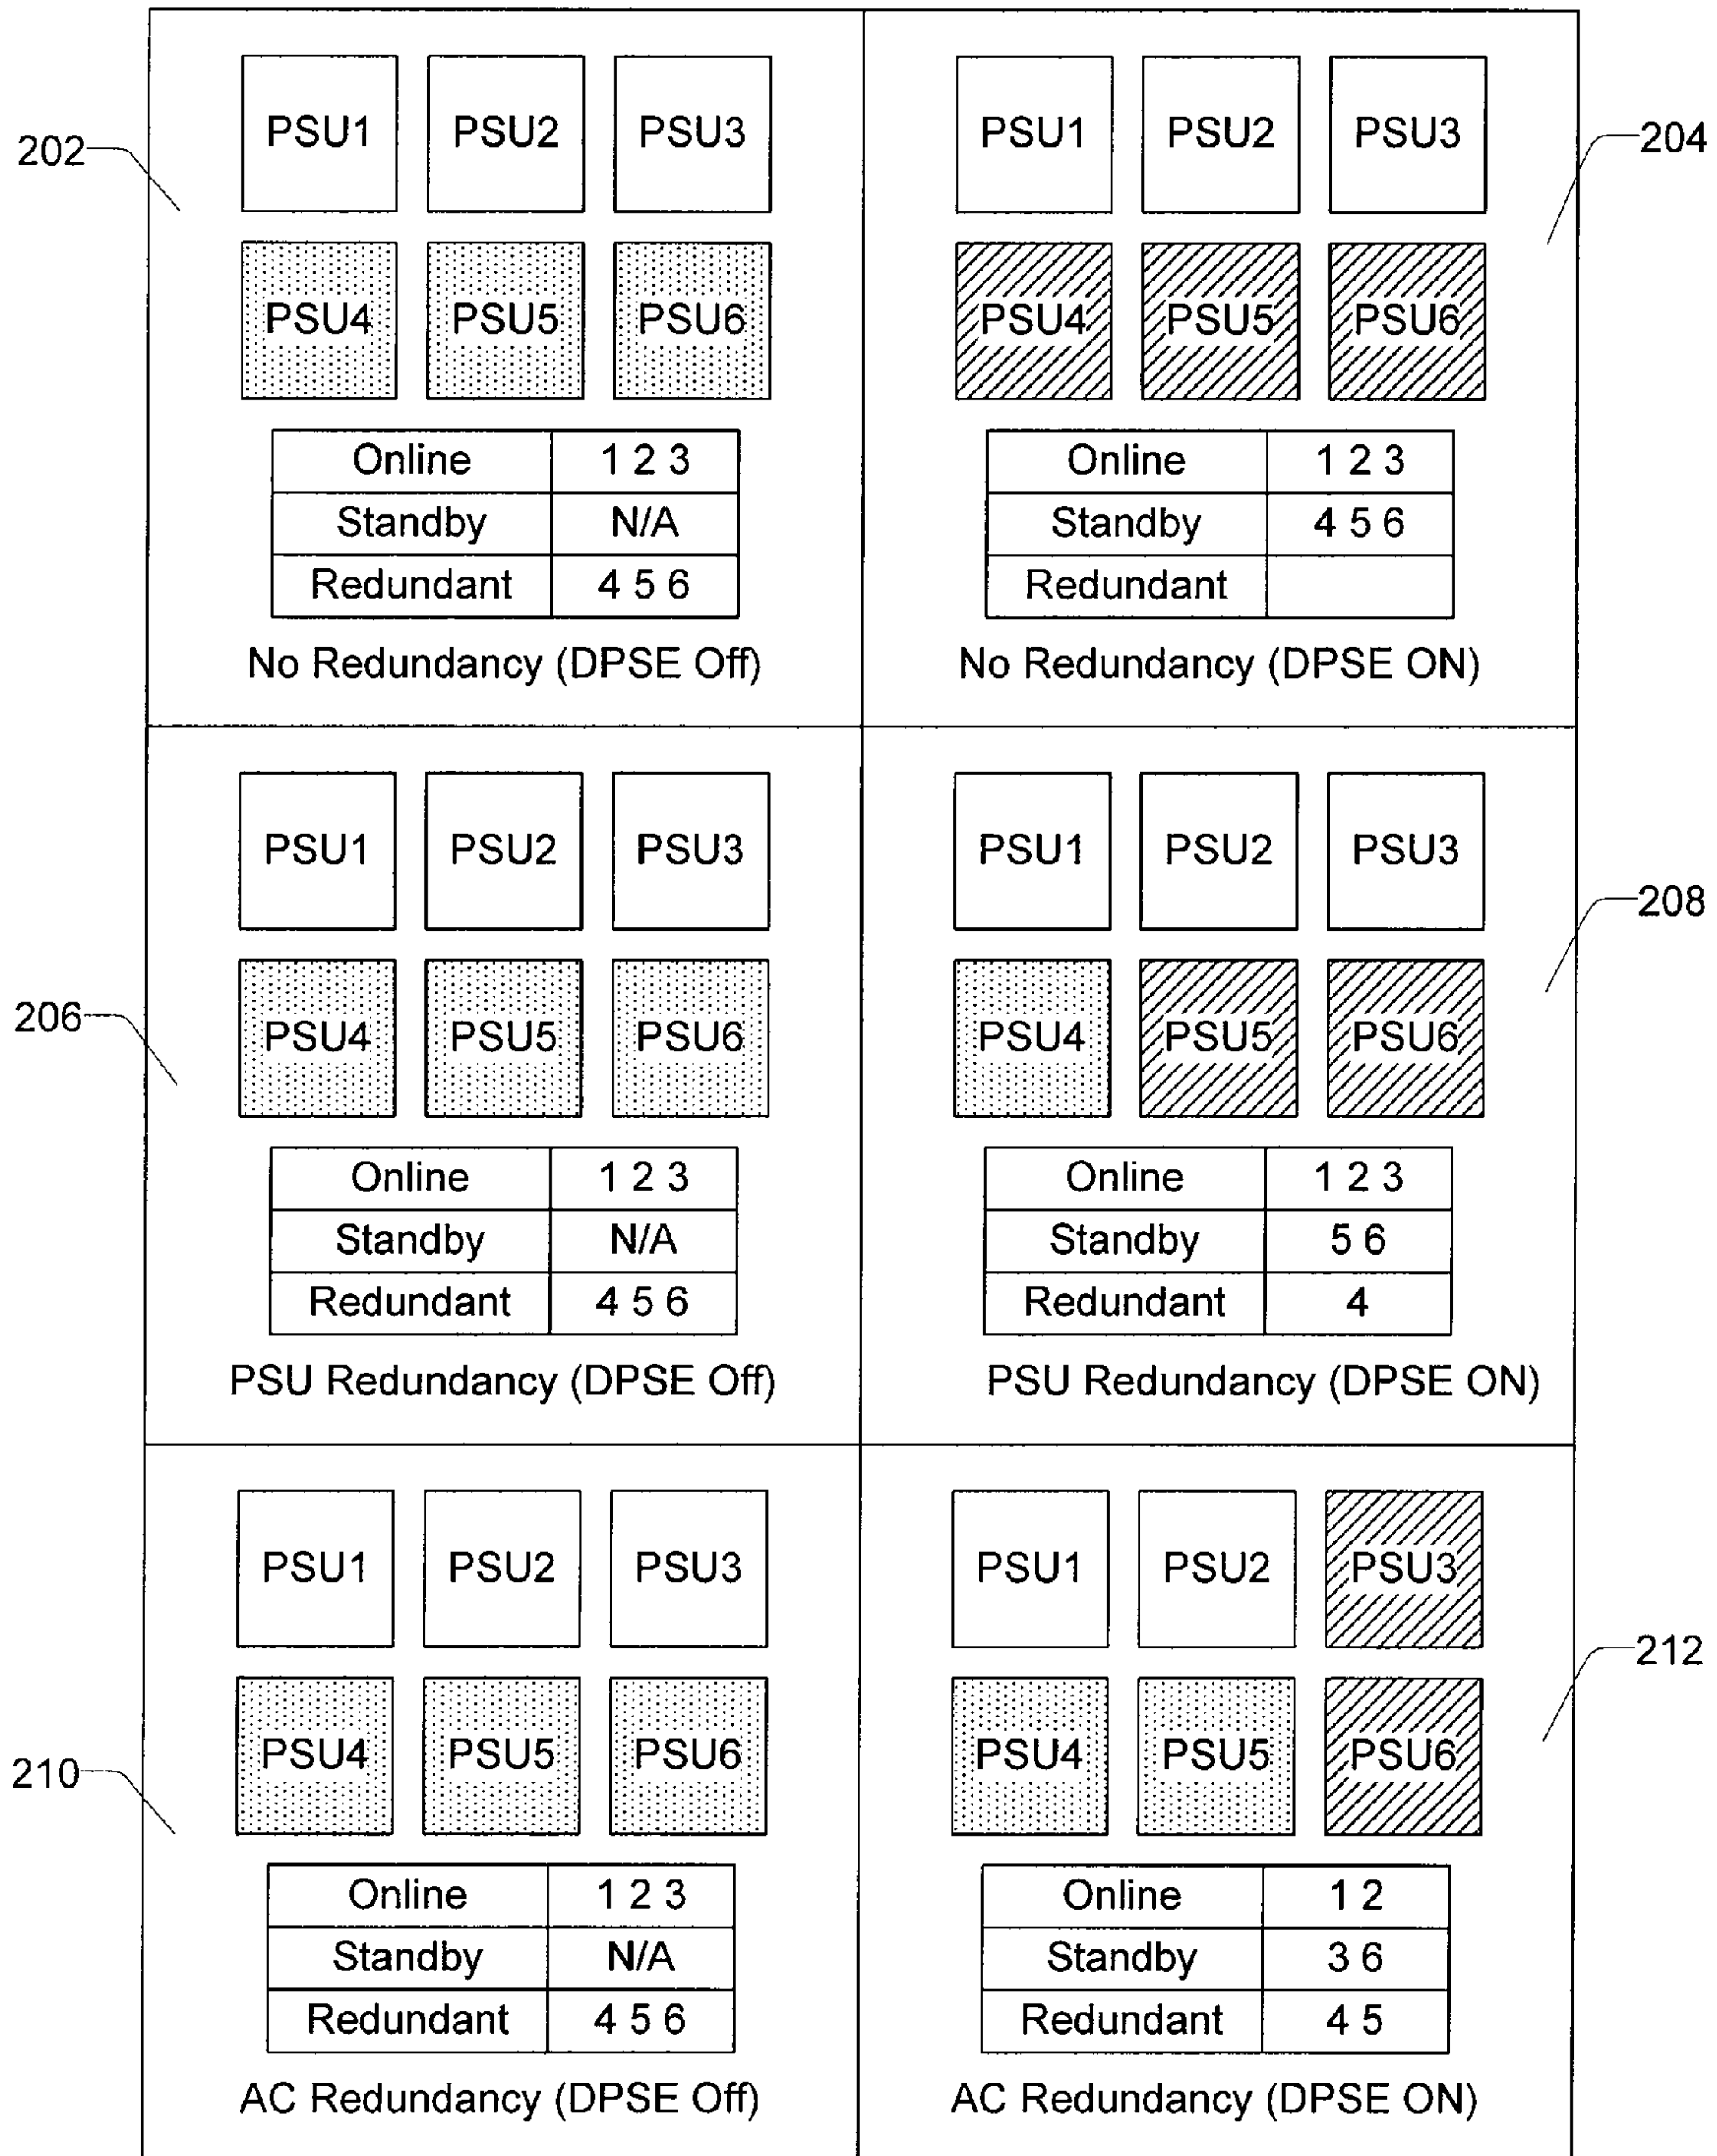 202
PSU1 PSU2 PSU3
PSU4 PSU5 PSU6
Online 1 2 3
Standby N/A
Redundant 4 5 6
No Redundancy (DPSE Off)
204
PSU1 PSU2 PSU3
PSU4 PSU5 PSU6
Online 1 2 3
Standby 4 5 6
Redundant
No Redundancy (DPSE ON)
206
PSU1 PSU2 PSU3
PSU4 PSU5 PSU6
Online 1 2 3
Standby N/A
Redundant 4 5 6
PSU Redundancy (DPSE Off)
208
PSU1 PSU2 PSU3
PSU4 PSU5 PSU6
Online 1 2 3
Standby 5 6
Redundant 4
PSU Redundancy (DPSE ON)
210
PSU1 PSU2 PSU3
PSU4 PSU5 PSU6
Online 1 2 3
Standby N/A
Redundant 4 5 6
AC Redundancy (DPSE Off)
212
PSU1 PSU2 PSU3
PSU4 PSU5 PSU6
Online 1 2
Standby 3 6
Redundant 4 5
AC Redundancy (DPSE ON)